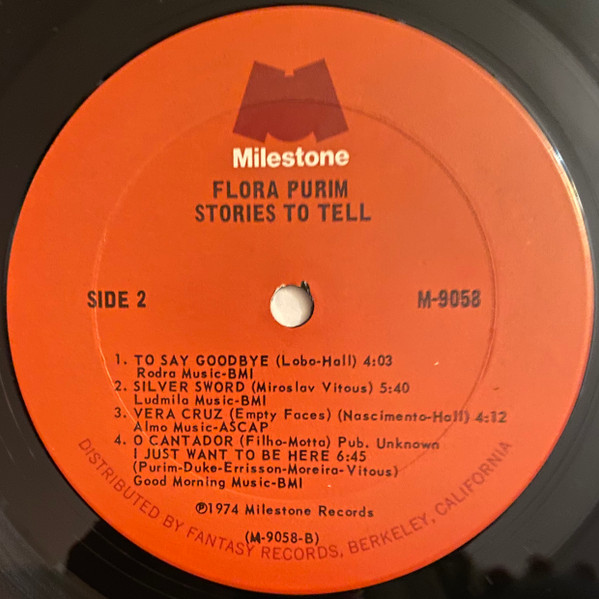 Milestone
FLORA PURIM
STORIES TO TELL
SIDE 2
M-9058
1. TO SAY GOODBYE (Lobo-Hall) 4:03
Rodra Music-BMI
2. SILVER SWORD (Miroslav Vitous) 5:40
Ludmila Music-BMI
3. VERA CRUZ (Empty Faces) (Nascimento-Hall) 4:12
Almo Music-ASCAP
4. O CANTADOR (Filho-Motta) Pub. Unknown
I JUST WANT TO BE HERE 6:45
(Purim-Duke-Errisson-Moreira-Vitous)
Good Morning Music-BMI
℗1974 Milestone Records
(M-9058-B)
DISTRIBUTED BY FANTASY RECORDS, BERKELEY, CALIFORNIA